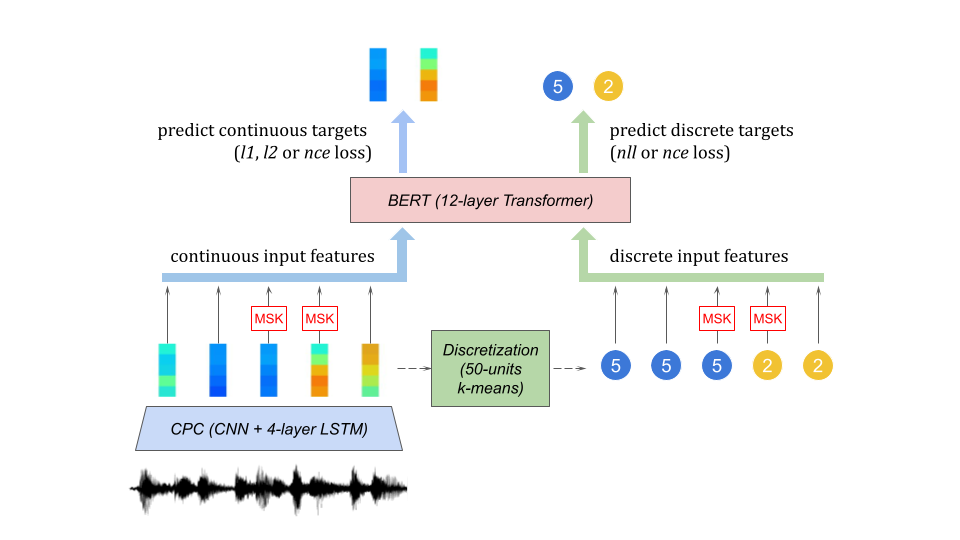 5 2
predict continuous targets
(l1, l2 or nce loss)
predict discrete targets
(nll or nce loss)
BERT (12-layer Transformer)
continuous input features
discrete input features
MSK MSK
MSK MSK
Discretization
(50-units
k-means)
5 5 5 2 2
CPC (CNN + 4-layer LSTM)